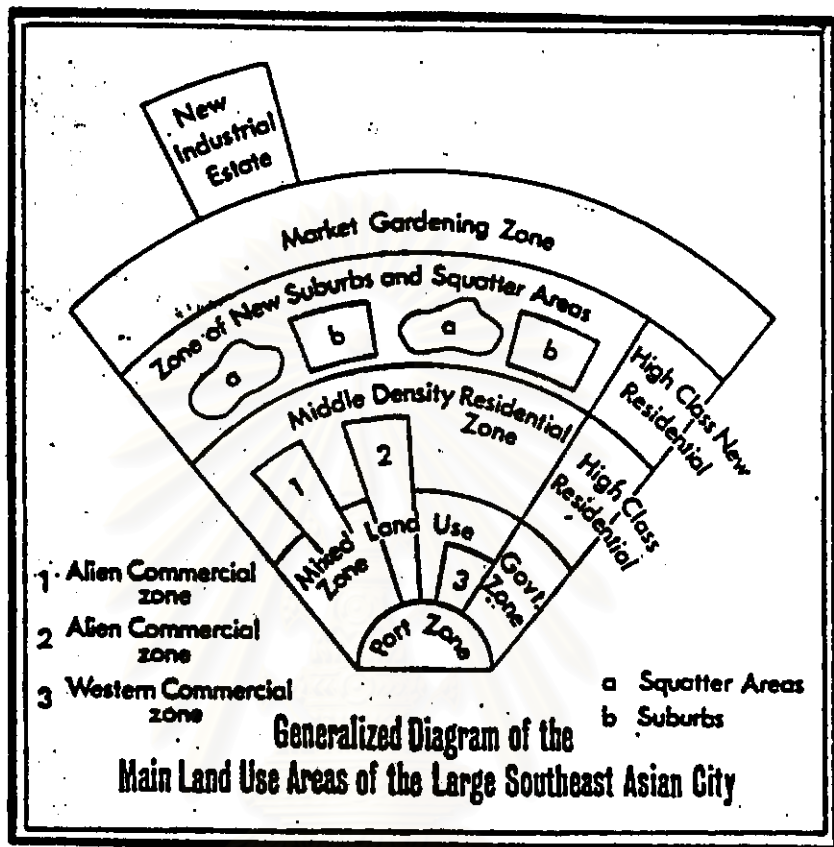 New
Industrial
Estate
Market Gardening Zone
Zone of New Suburbs and Squatter Areas
a
b
a
b
High Class New
Residential
Middle Density Residential
Zone
High Class
Residential
1
2
Mixed Land Use
Zone
3
Govt.
Zone
Port Zone
1 Alien Commercial
zone
2 Alien Commercial
zone
3 Western Commercial
zone
a Squatter Areas
b Suburbs
Generalized Diagram of the
Main Land Use Areas of the Large Southeast Asian City